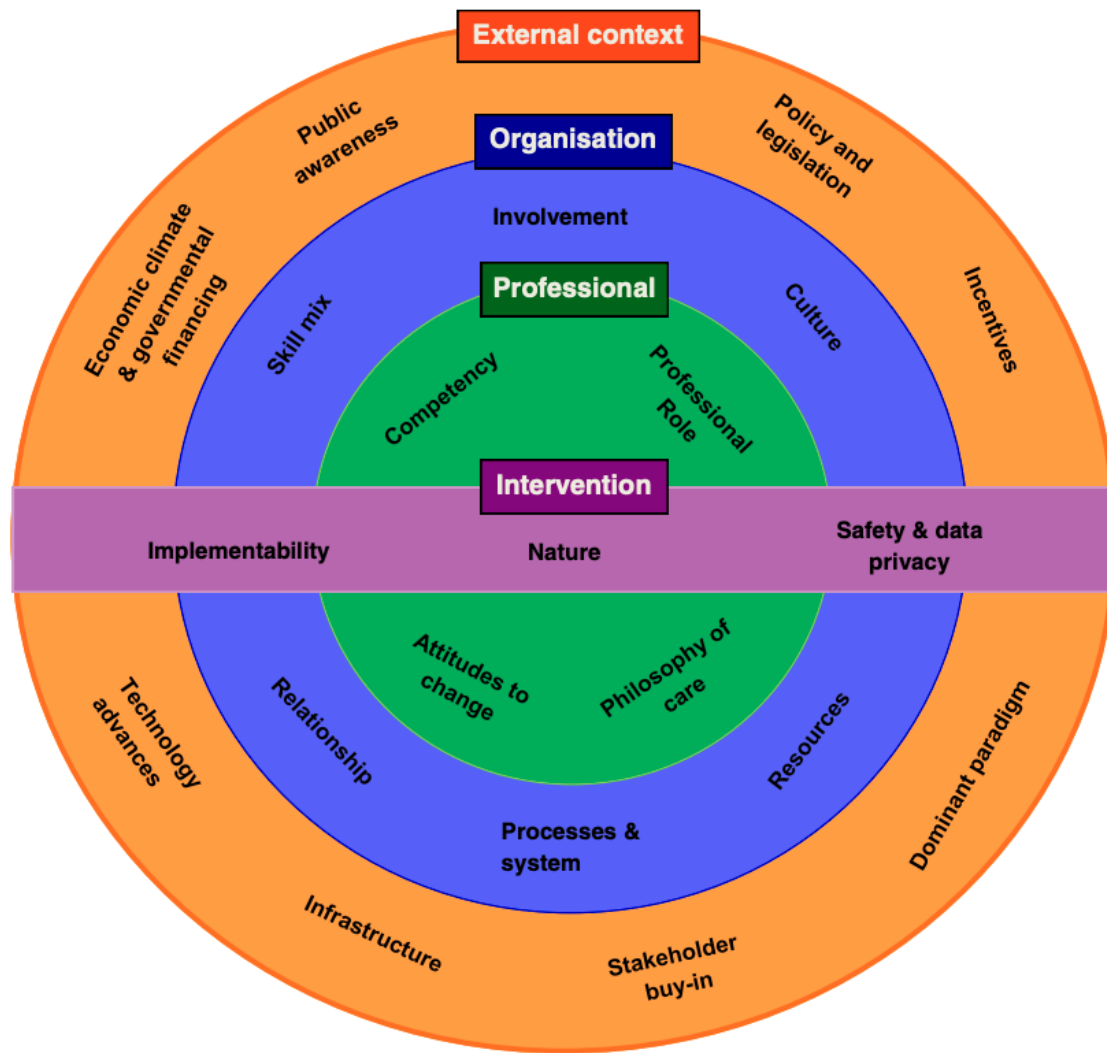 External context
Public
awareness
Policy and
legislation
Organisation
Involvement
Economic climate
& governmental
financing
Skill mix
Culture
Incentives
Professional
Competency
Professional
Role
Intervention
Implementability
Nature
Safety & data
privacy
Attitudes to
change
Philosophy of
care
Technology
advances
Relationship
Resources
Dominant paradigm
Processes &
system
Infrastructure
Stakeholder
buy-in